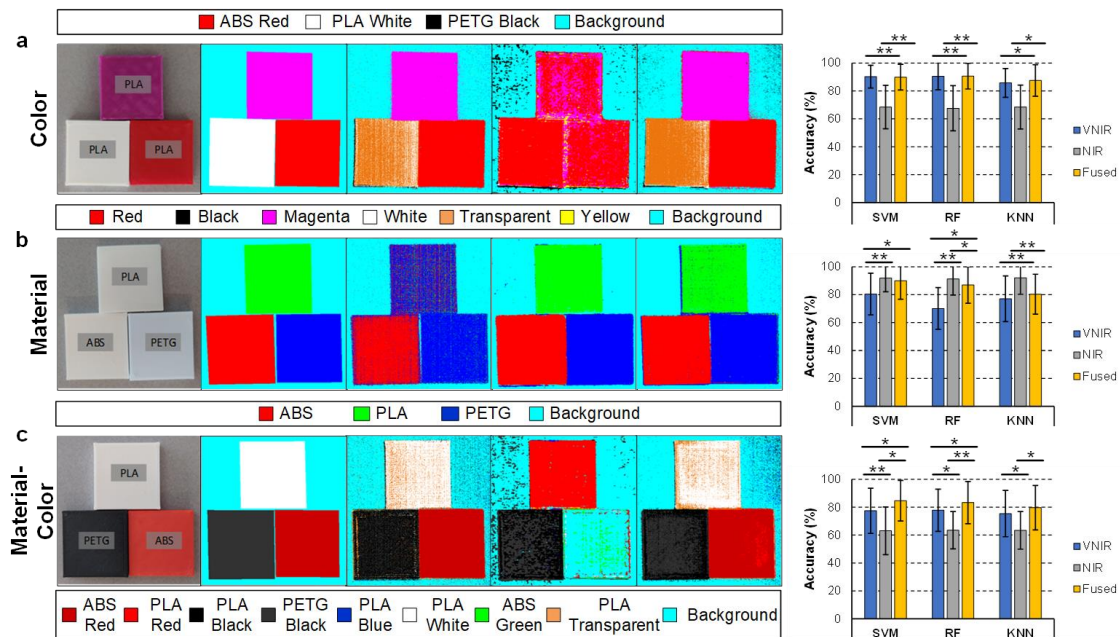 ABS Red PLA White PETG Black Background
a
Color
PLA
PLA PLA
Red Black Magenta White Transparent Yellow Background
Accuracy (%)
100
80
60
40
20
0
** ** *
** ** *
SVM RF KNN
VNIR
NIR
Fused
b
Material
PLA
ABS PETG
ABS PLA PETG Background
Accuracy (%)
100
80
60
40
20
0
* * **
** ** * **
SVM RF KNN
VNIR
NIR
Fused
c
Material-
Color
PLA
PETG ABS
ABS PLA PLA PETG PLA PLA ABS PLA Background
Red Red Black Black Blue White Green Transparent
Accuracy (%)
100
80
60
40
20
0
* * *
* ** *
** *
SVM RF KNN
VNIR
NIR
Fused